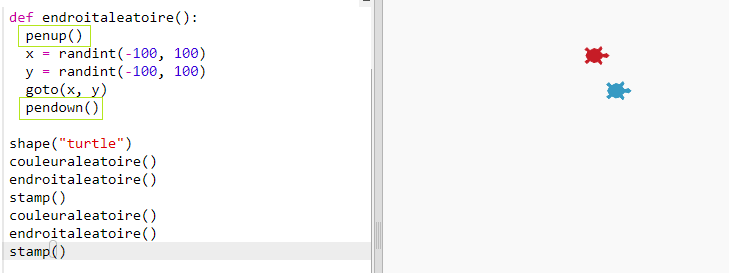 def endroitaleatoire():
penup()
x = randint(-100, 100)
y = randint(-100, 100)
goto(x, y)
pendown()
shape("turtle")
couleuraleatoire()
endroitaleatoire()
stamp()
couleuraleatoire()
endroitaleatoire()
stamp()